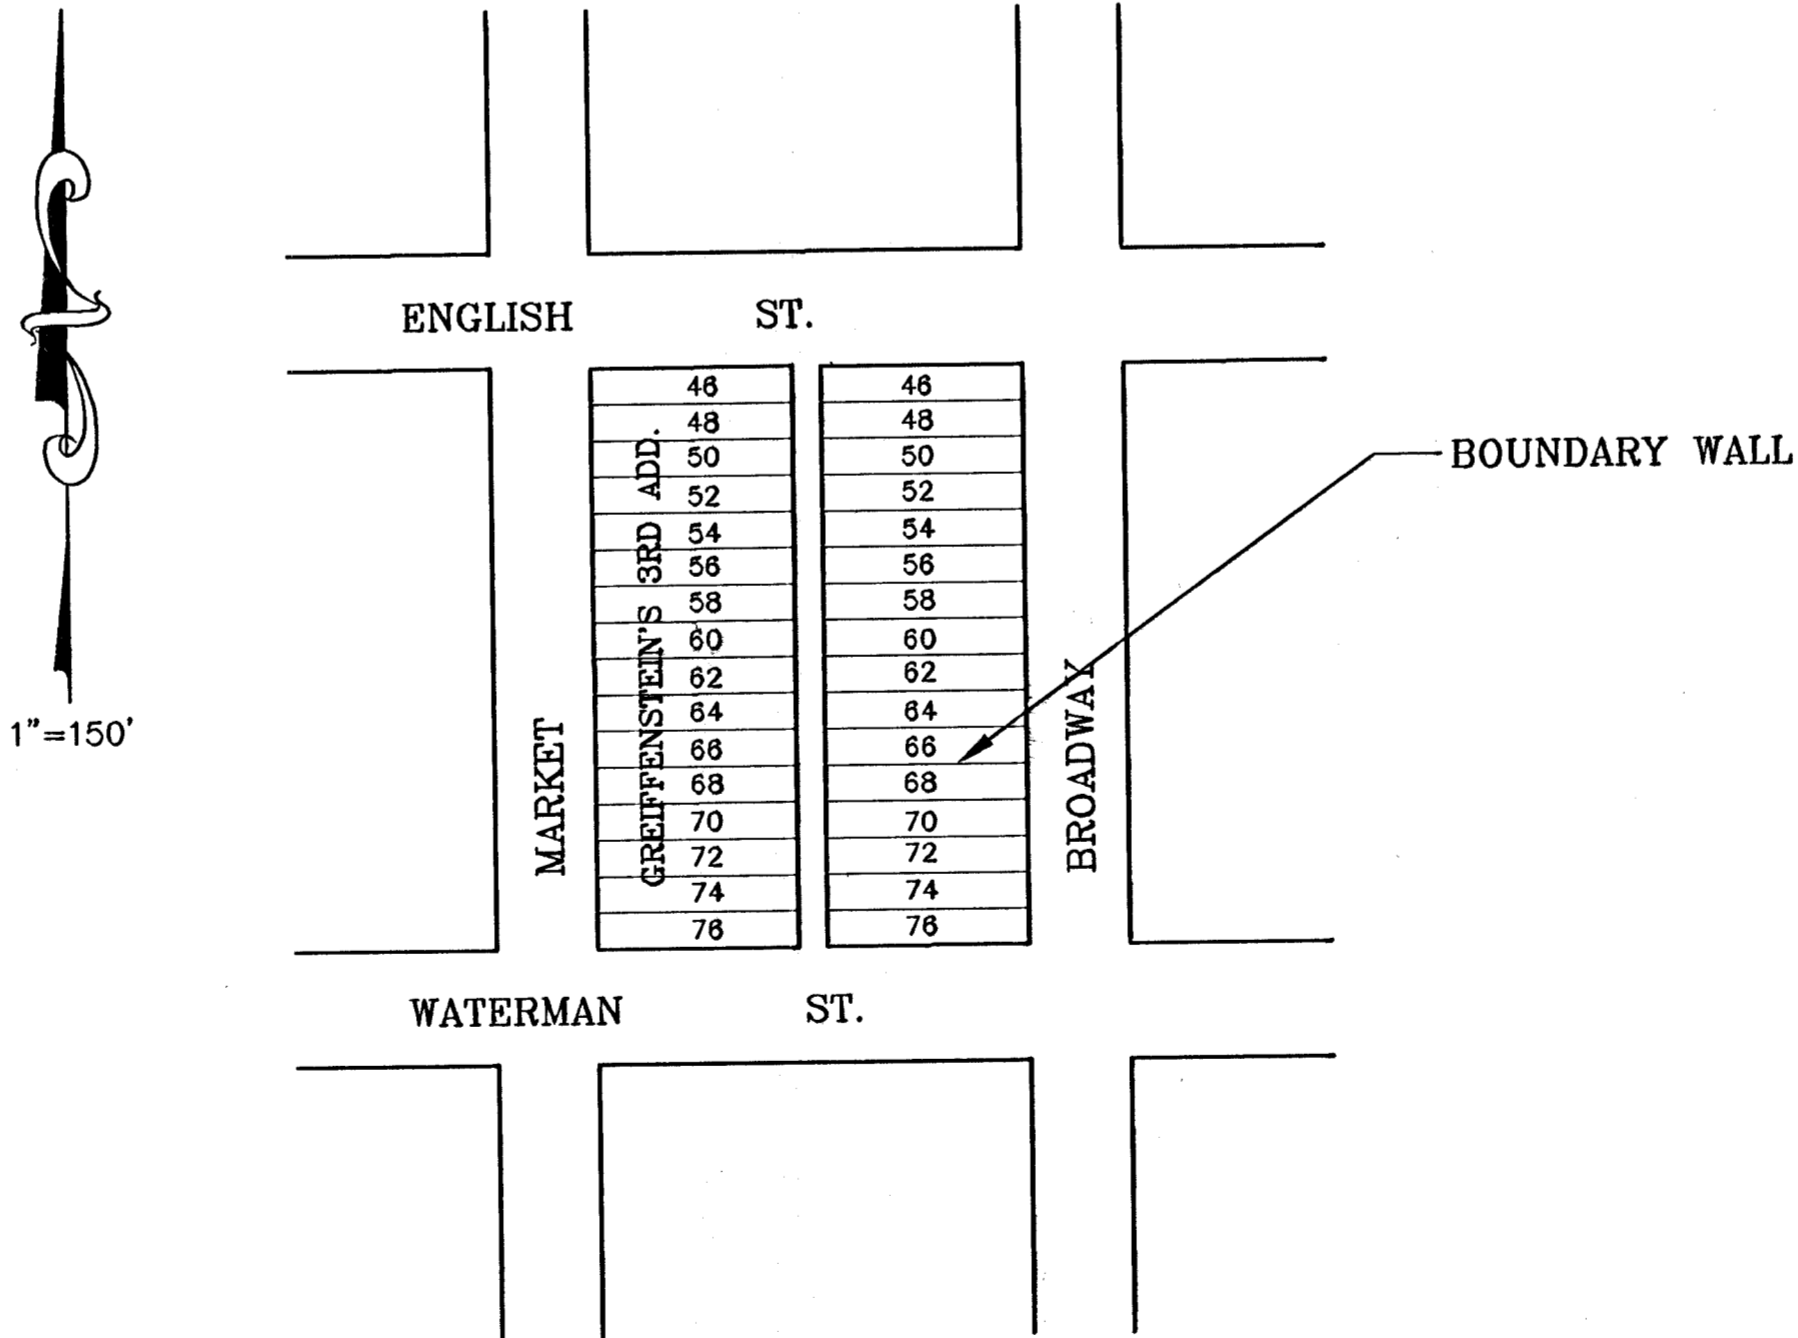 ENGLISH ST.
46 46
48 48
50 50
52 52
54 54
56 56
58 58
60 60
62 62
64 64
66 66
68 68
70 70
72 72
74 74
76 76
GREIFFENSTEIN'S 3RD ADD.
MARKET
BROADWAY
BOUNDARY WALL
1"=150'
WATERMAN ST.